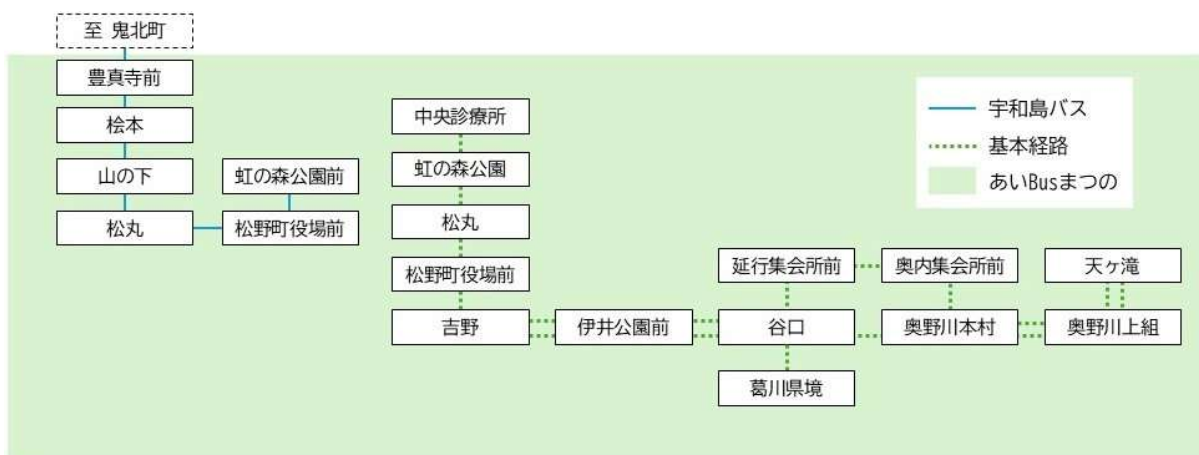 至 鬼北町
豊真寺前
桧本
山の下
虹の森公園前
松丸
松野町役場前
中央診療所
虹の森公園
松丸
松野町役場前
吉野
伊井公園前
延行集会所前
奥内集会所前
天ヶ滝
谷口
奥野川本村
奥野川上組
葛川県境
宇和島バス
基本経路
あいBusまつの